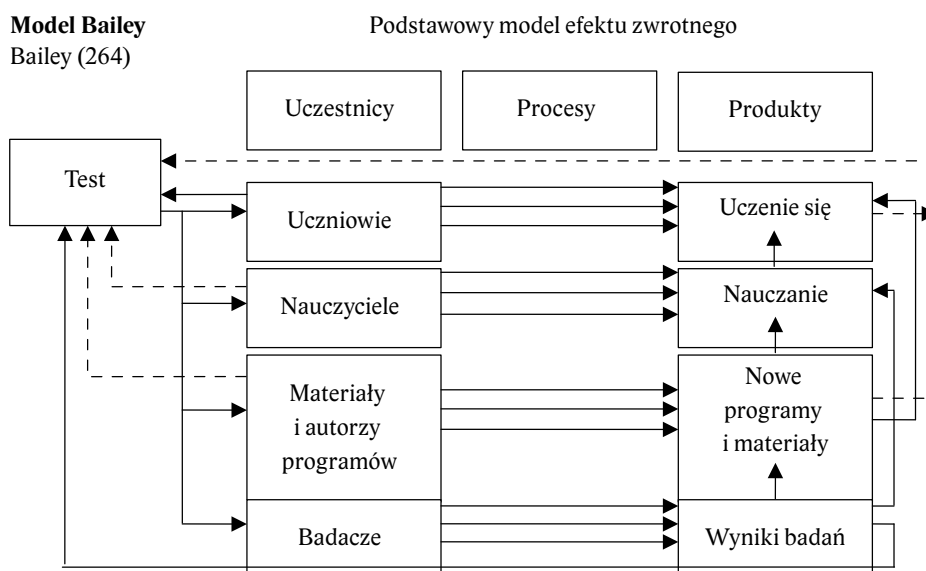 Model Bailey
Bailey (264)
Podstawowy model efektu zwrotnego
Uczestnicy
Procesy
Produkty
Test
Uczniowie
Uczenie się
Nauczyciele
Nauczanie
Materiały
i autorzy
programów
Nowe
programy
i materiały
Badacze
Wyniki badań